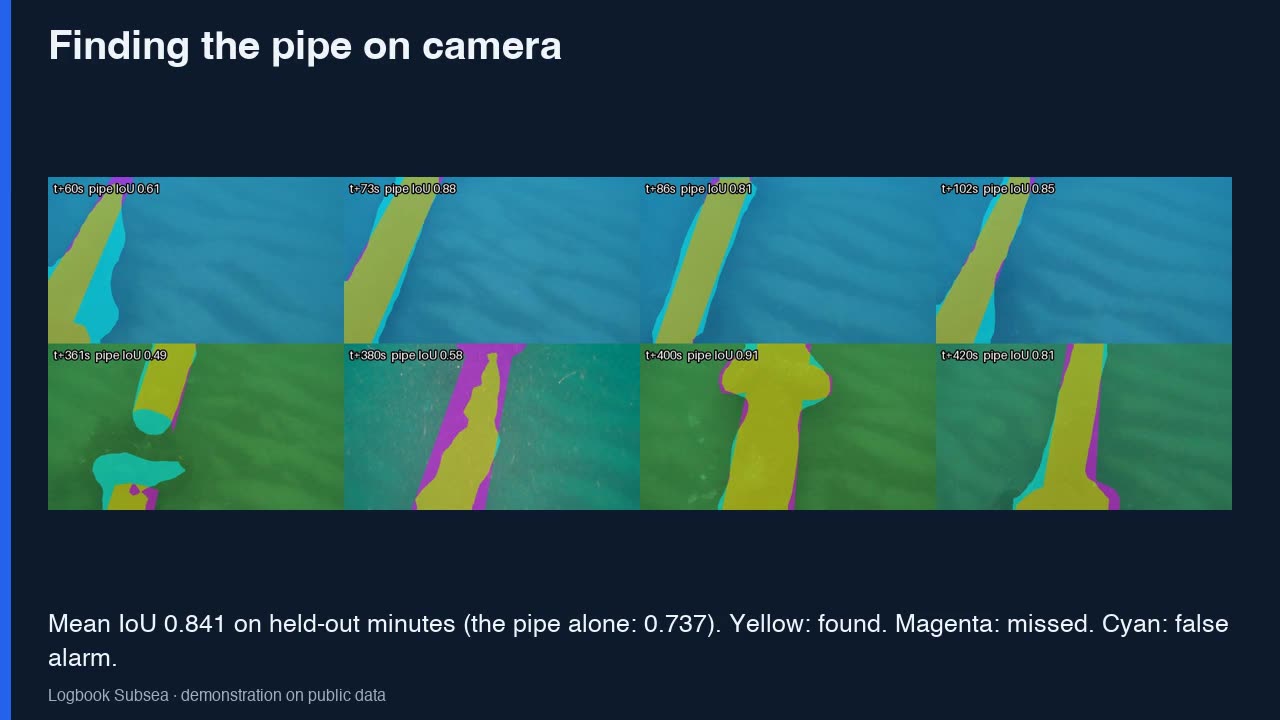 Finding the pipe on camera
t+60s pipe IoU 0.61
t+73s pipe IoU 0.88
t+86s pipe IoU 0.81
t+102s pipe IoU 0.85
t+361s pipe IoU 0.49
t+380s pipe IoU 0.58
t+400s pipe IoU 0.91
t+420s pipe IoU 0.81
Mean IoU 0.841 on held-out minutes (the pipe alone: 0.737). Yellow: found. Magenta: missed. Cyan: false
alarm.
Logbook Subsea · demonstration on public data